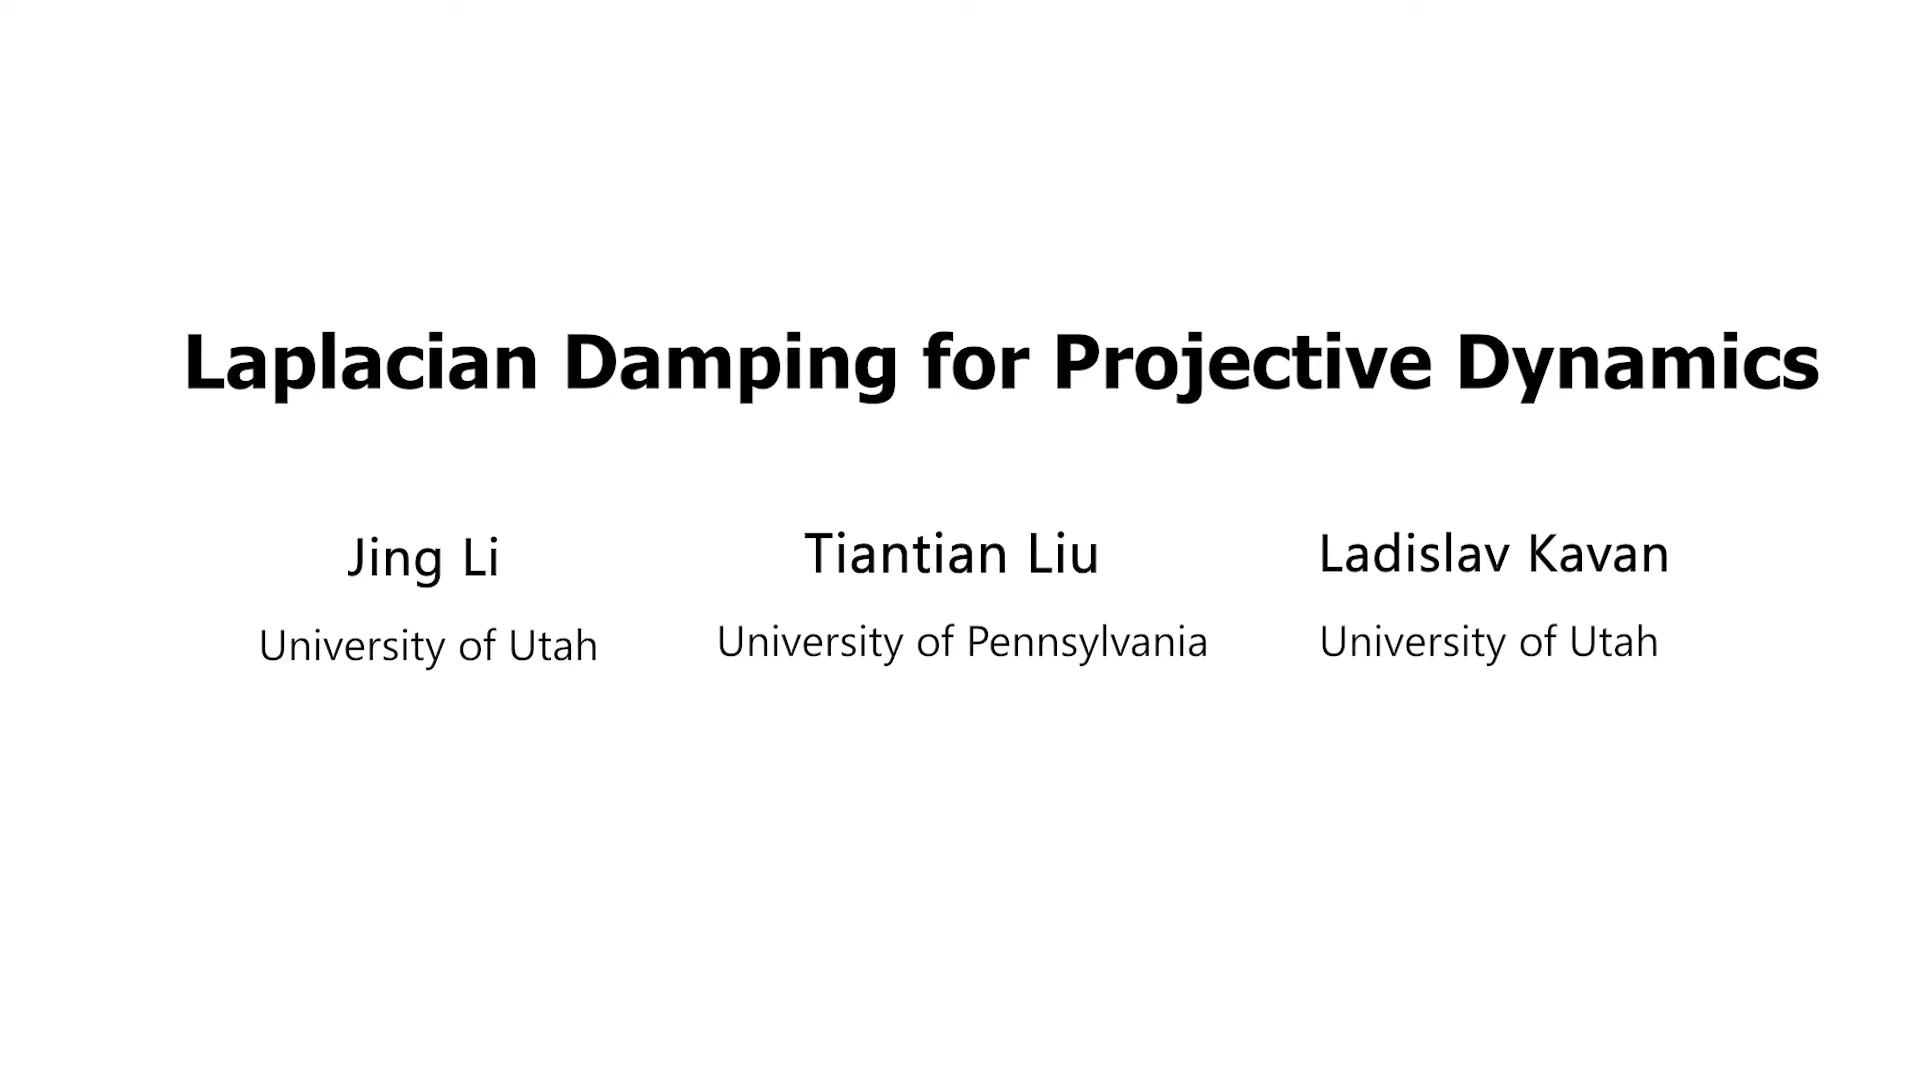 Laplacian Damping for Projective Dynamics
Jing Li
University of Utah
Tiantian Liu
University of Pennsylvania
Ladislav Kavan
University of Utah